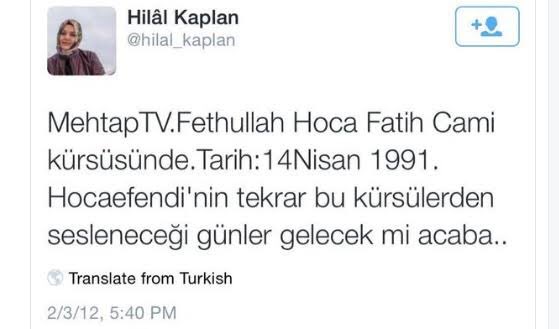 Hilâl Kaplan
@hilal_kaplan
MehtapTV.Fethullah Hoca Fatih Cami
kürsüsünde.Tarih:14Nisan 1991.
Hocaefendi'nin tekrar bu kürsülerden
sesleneceği günler gelecek mi acaba..
Translate from Turkish
2/3/12, 5:40 PM